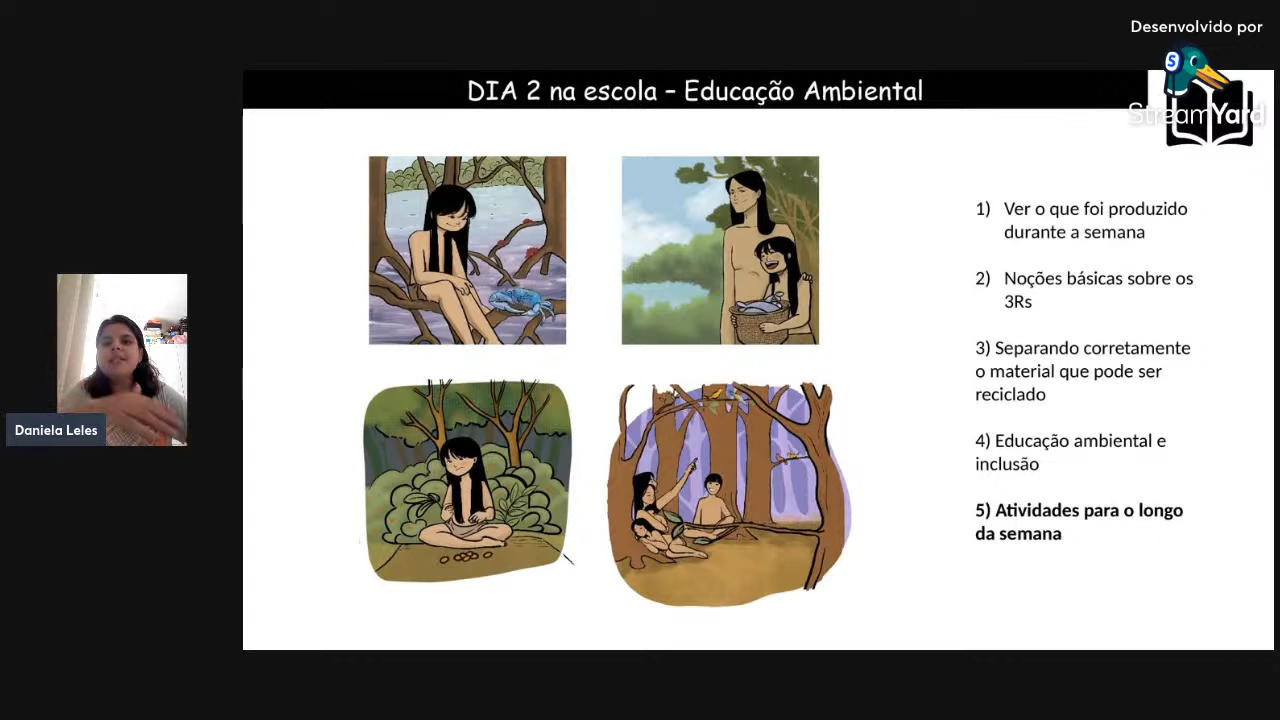 Desenvolvido por
StreamYard
DIA 2 na escola – Educação Ambiental
1) Ver o que foi produzido
durante a semana
2) Noções básicas sobre os
3Rs
3) Separando corretamente
o material que pode ser
reciclado
4) Educação ambiental e
inclusão
5) Atividades para o longo
da semana
Daniela Leles